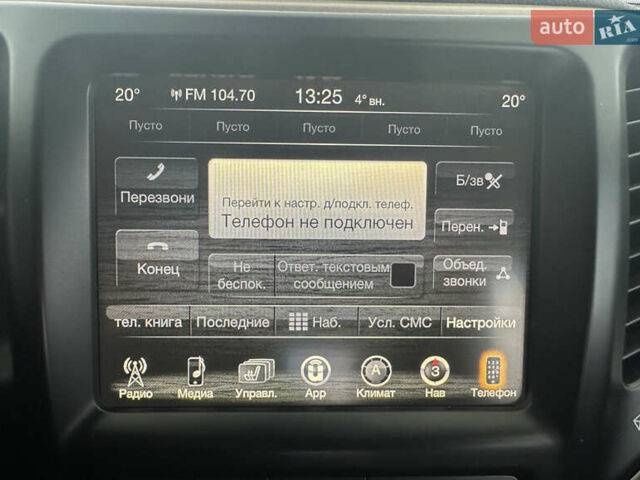 auto RIA.com
20° FM 104.70 13:25 4° вн. 20°
Пусто Пусто Пусто Пусто Пусто
Перезвони
Перейти к настр. д/подкл. телеф.
Телефон не подключен
Б/зв
Перен.
Конец
Не
беспок.
Ответ. текстовым
сообщением
Объед.
звонки
тел. книга Последние Наб. Усл. СМС Настройки
A 3
Радио Медиа Управл. App Климат Нав Телефон